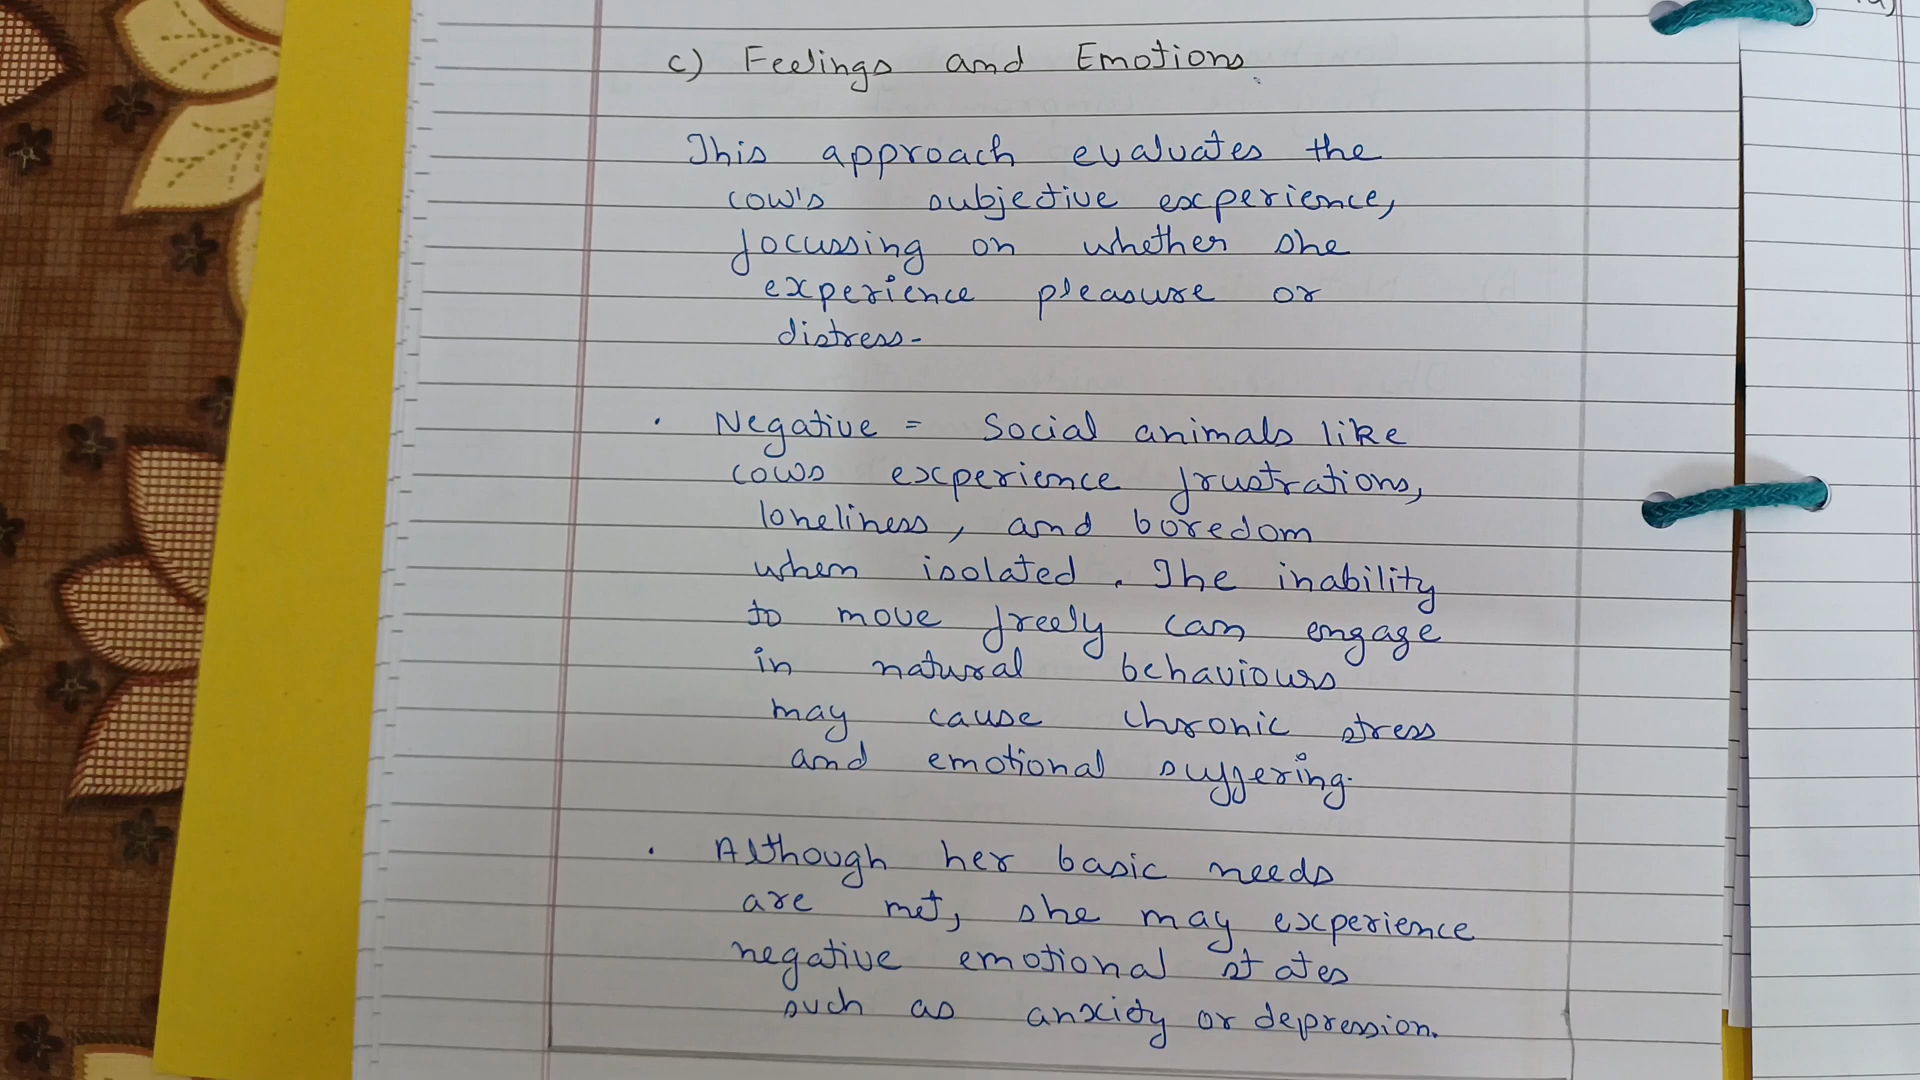 c) Feelings and Emotions
This approach evaluates the
cow's subjective experience,
focussing on whether she
experience pleasure or
distress.
· Negative = Social animals like
cows experience frustrations,
loneliness, and boredom
when isolated. The inability
to move freely can engage
in natural behaviours
may cause chronic stress
and emotional suffering.
· Although her basic needs
are met, she may experience
negative emotional states
such as anxiety or depression.